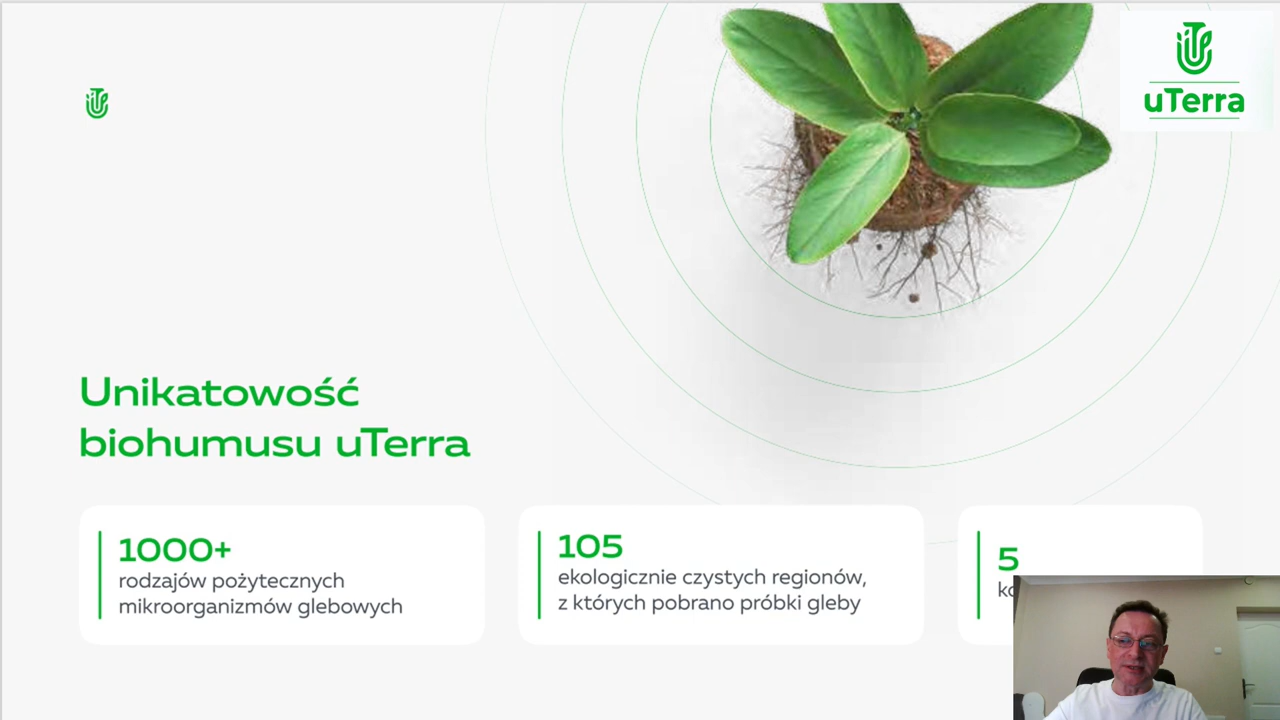 uTerra
Unikatowość
biohumusu uTerra
1000+
rodzajów pożytecznych
mikroorganizmów glebowych
105
ekologicznie czystych regionów,
z których pobrano próbki gleby
5